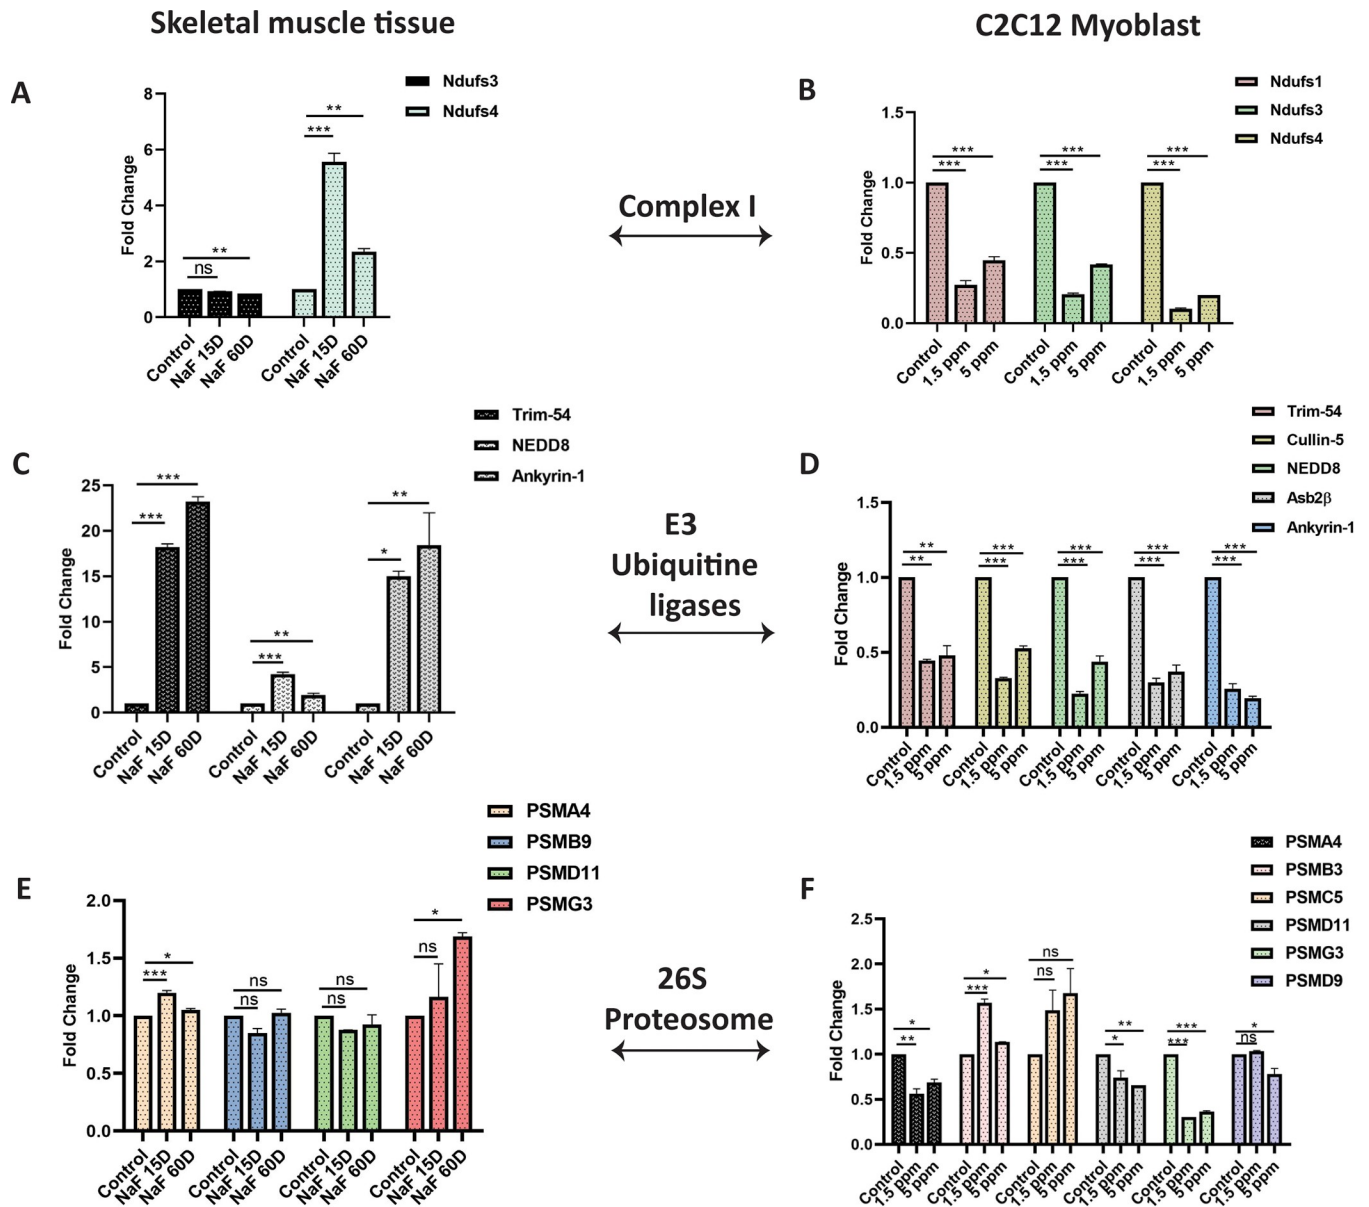 Skeletal muscle tissue
C2C12 Myoblast
A
Ndufs3
Ndufs4
Fold Change
8
6
4
2
0
**
ns
**
***
Control
NaF 15D
NaF 60D
Control
NaF 15D
NaF 60D
Complex I
B
Ndufs1
Ndufs3
Ndufs4
Fold Change
1.5
1.0
0.5
0.0
***
***
***
***
***
***
Control
1.5 ppm
5 ppm
Control
1.5 ppm
5 ppm
Control
1.5 ppm
5 ppm
C
Trim-54
NEDD8
Ankyrin-1
Fold Change
25
20
15
10
5
0
***
***
**
***
**
*
Control
NaF 15D
NaF 60D
Control
NaF 15D
NaF 60D
Control
NaF 15D
NaF 60D
E3
Ubiquitine
ligases
D
Trim-54
Cullin-5
NEDD8
Asb2β
Ankyrin-1
Fold Change
1.5
1.0
0.5
0.0
**
**
***
***
***
***
***
***
***
***
Control
1.5 ppm
5 ppm
Control
1.5 ppm
5 ppm
Control
1.5 ppm
5 ppm
Control
1.5 ppm
5 ppm
Control
1.5 ppm
5 ppm
E
PSMA4
PSMB9
PSMD11
PSMG3
Fold Change
2.0
1.5
1.0
0.5
0.0
*
***
ns
ns
ns
ns
*
ns
Control
NaF 15D
NaF 60D
Control
NaF 15D
NaF 60D
Control
NaF 15D
NaF 60D
Control
NaF 15D
NaF 60D
26S
Proteosome
F
PSMA4
PSMB3
PSMC5
PSMD11
PSMG3
PSMD9
Fold Change
2.5
2.0
1.5
1.0
0.5
0.0
*
**
*
***
ns
ns
**
*
***
***
*
ns
Control
1.5 ppm
5 ppm
Control
1.5 ppm
5 ppm
Control
1.5 ppm
5 ppm
Control
1.5 ppm
5 ppm
Control
1.5 ppm
5 ppm
Control
1.5 ppm
5 ppm